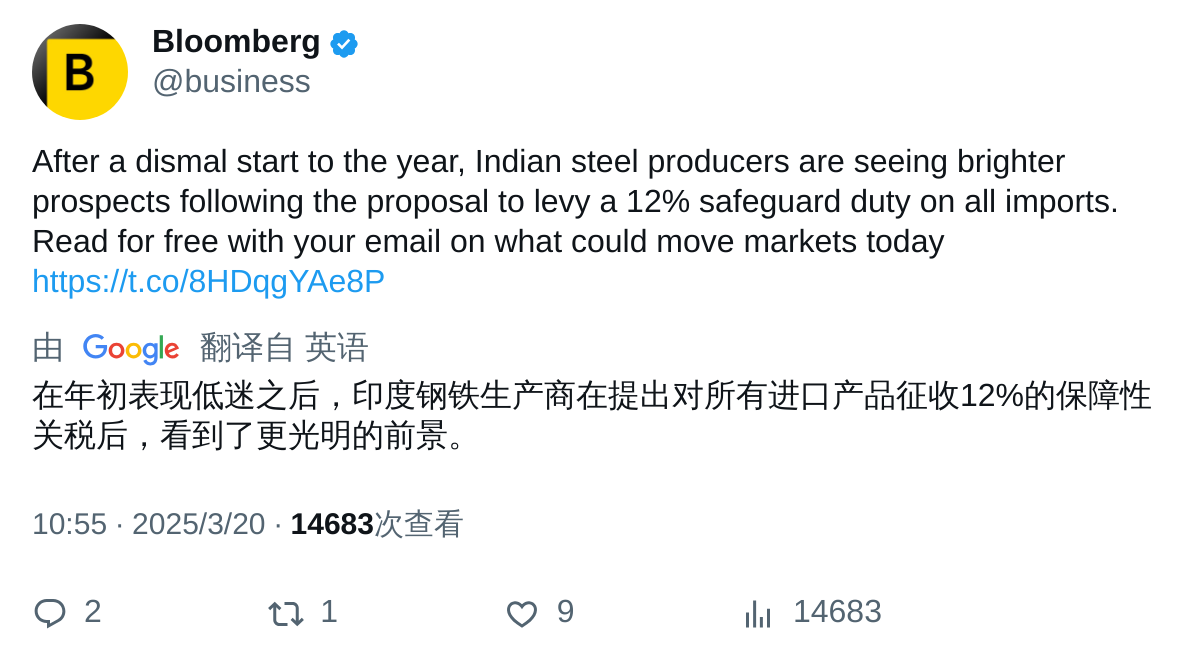 Bloomberg
@business
After a dismal start to the year, Indian steel producers are seeing brighter
prospects following the proposal to levy a 12% safeguard duty on all imports.
Read for free with your email on what could move markets today
https://t.co/8HDqgYAe8P
由 Google 翻译自 英语
在年初表现低迷之后，印度钢铁生产商在提出对所有进口产品征收12%的保障性
关税后，看到了更光明的前景。
10:55 · 2025/3/20 · 14683次查看
2 1 9 14683